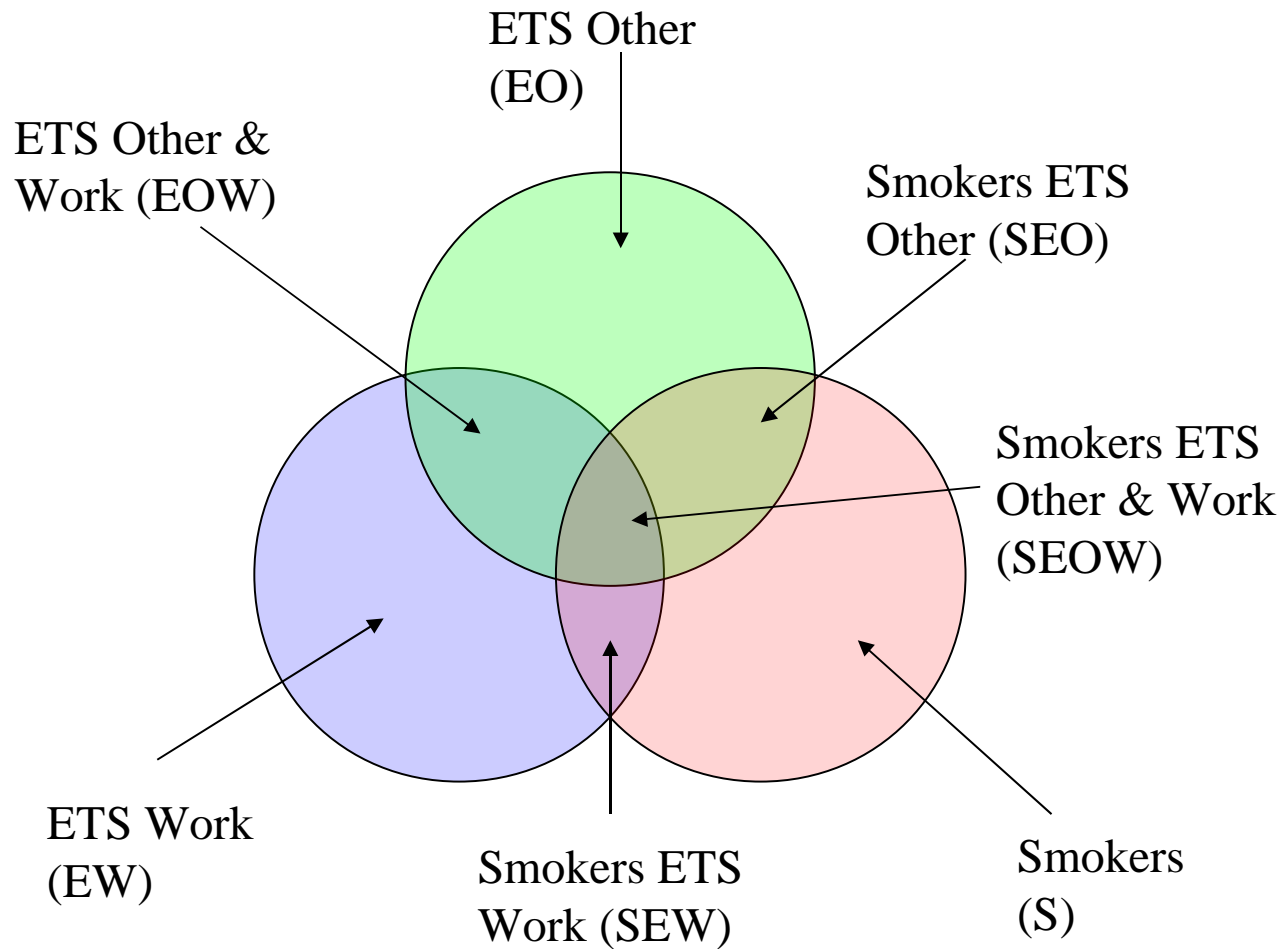 ETS Other
(EO)
ETS Other &
Work (EOW)
Smokers ETS
Other (SEO)
Smokers ETS
Other & Work
(SEOW)
ETS Work
(EW)
Smokers ETS
Work (SEW)
Smokers
(S)